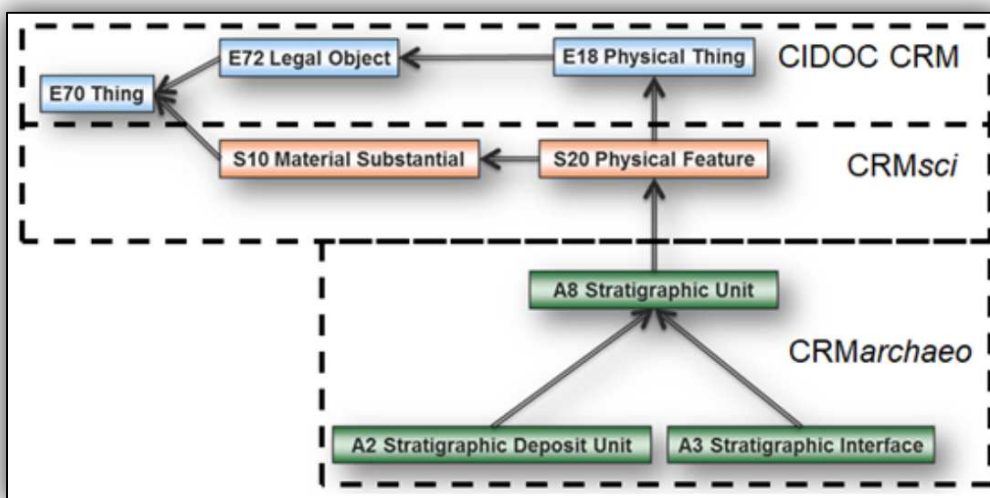 E72 Legal Object
E18 Physical Thing
CIDOC CRM
E70 Thing
S10 Material Substantial
S20 Physical Feature
CRMsci
A8 Stratigraphic Unit
CRMarchaeo
A2 Stratigraphic Deposit Unit
A3 Stratigraphic Interface